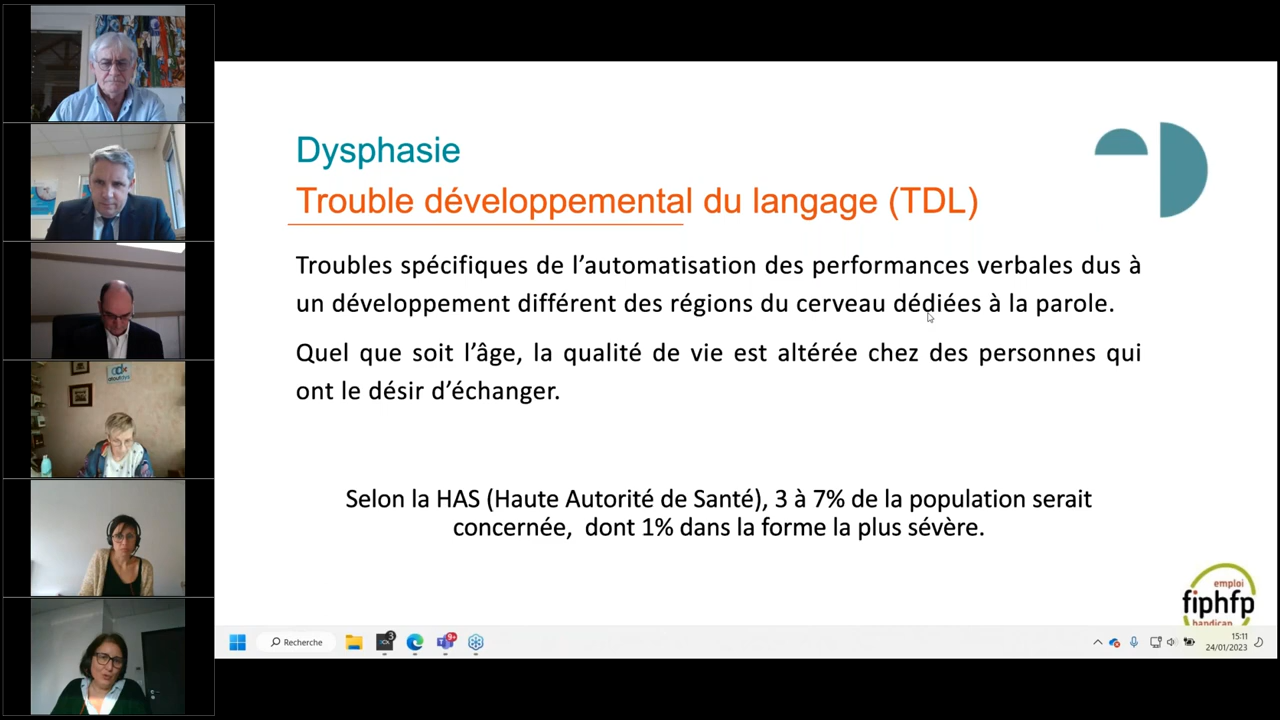 Dysphasie
Trouble développemental du langage (TDL)
Troubles spécifiques de l’automatisation des performances verbales dus à
un développement différent des régions du cerveau dédiées à la parole.
Quel que soit l’âge, la qualité de vie est altérée chez des personnes qui
ont le désir d’échanger.
Selon la HAS (Haute Autorité de Santé), 3 à 7% de la population serait
concernée, dont 1% dans la forme la plus sévère.
emploi
fiphfp
handicap
Recherche
3
9+
15:11
24/01/2023